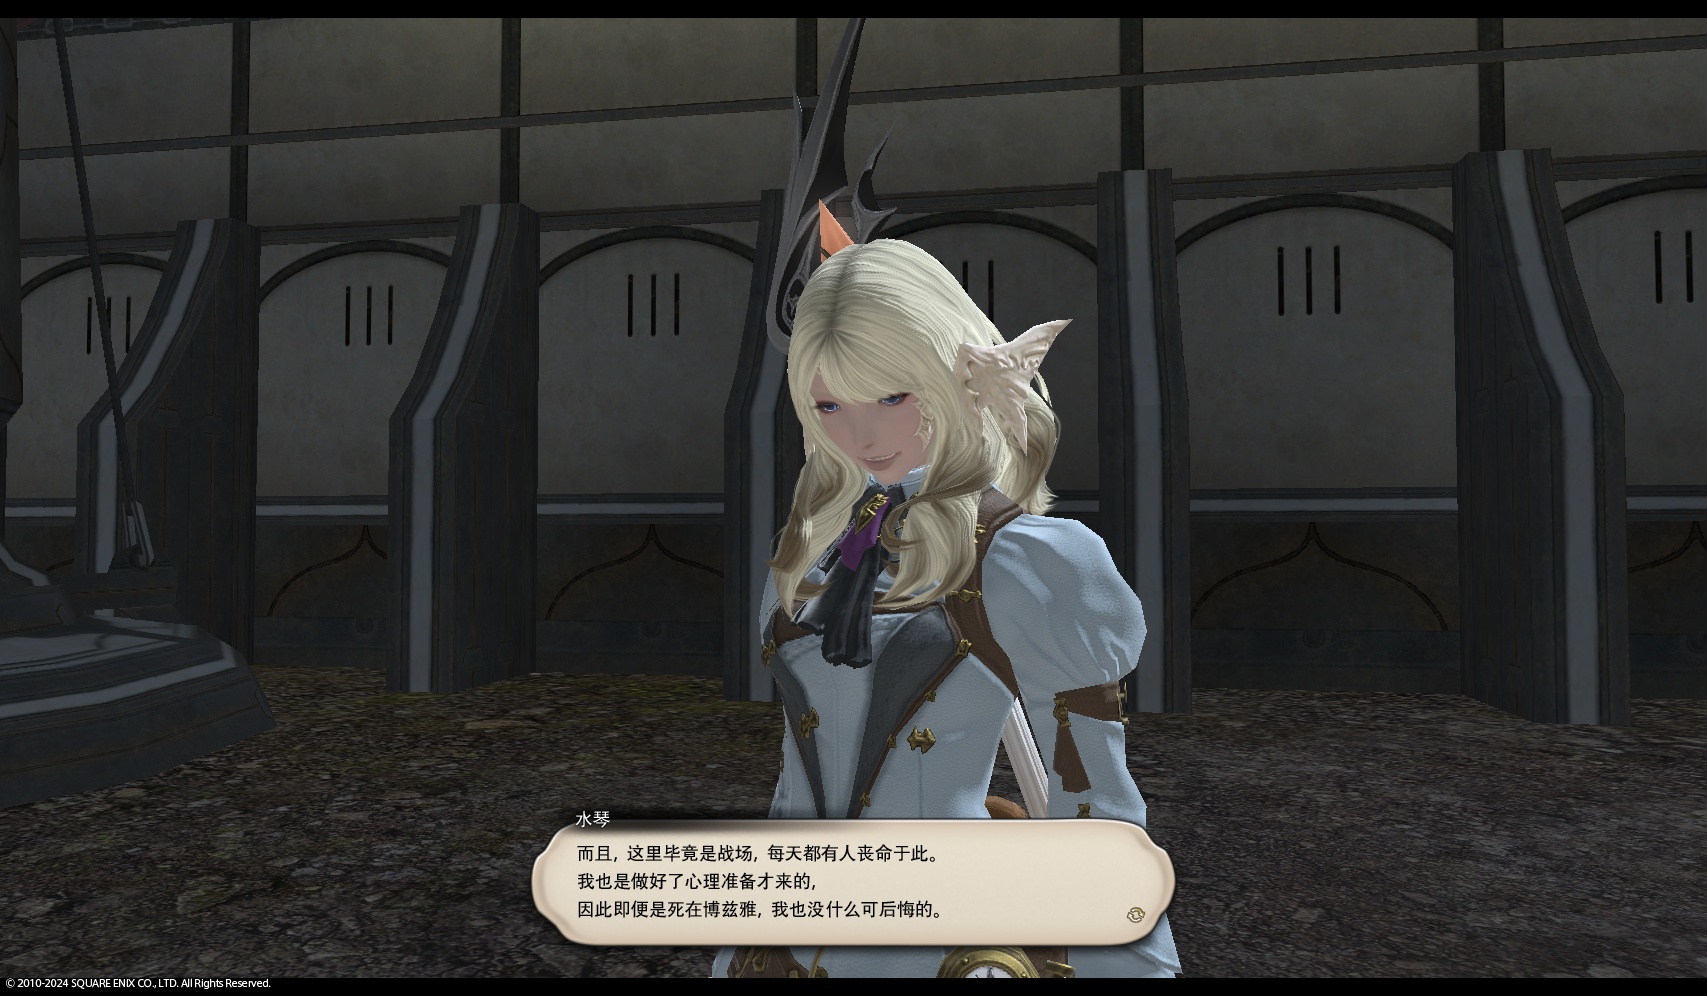 水琴
而且，这里毕竟是战场，每天都有人丧命于此。
我也是做好了心理准备才来的，
因此即便是死在博兹雅，我也没什么可后悔的。
© 2010-2024 SQUARE ENIX CO., LTD. All Rights Reserved.